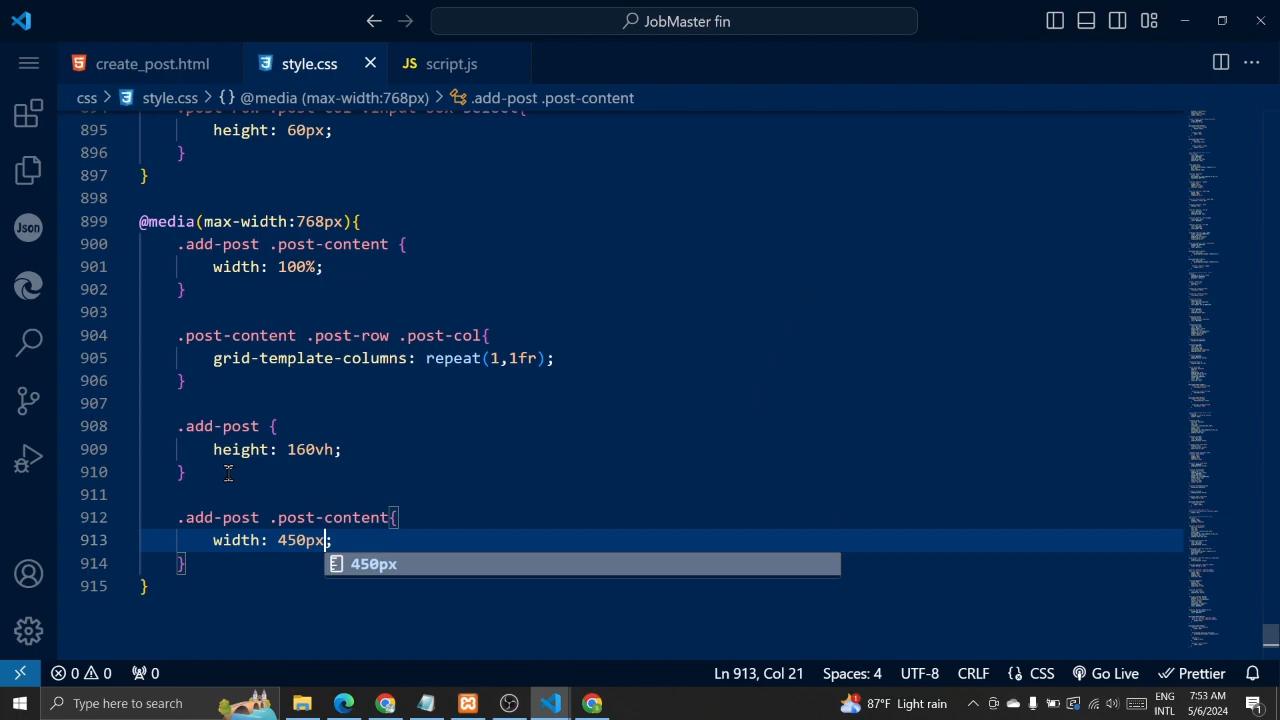 JobMaster fin
create_post.html
style.css
JS script.js
css > style.css > {} @media (max-width:768px) > .add-post .post-content
895 height: 60px;
896 }
897 }
898
899 @media(max-width:768px){
900 .add-post .post-content {
901 width: 100%;
902 }
903
904 .post-content .post-row .post-col{
905 grid-template-columns: repeat(1,1fr);
906 }
907
908 .add-post {
909 height: 160vh;
910 }
911
912 .add-post .post-content{
913 width: 450px;
914 }
450px
915 }
Json
0 0 0
Ln 913, Col 21
Spaces: 4
UTF-8
CRLF
{} CSS
Go Live
Prettier
Type here to search
87°F Light rain
ENG
INTL
7:53 AM
5/6/2024